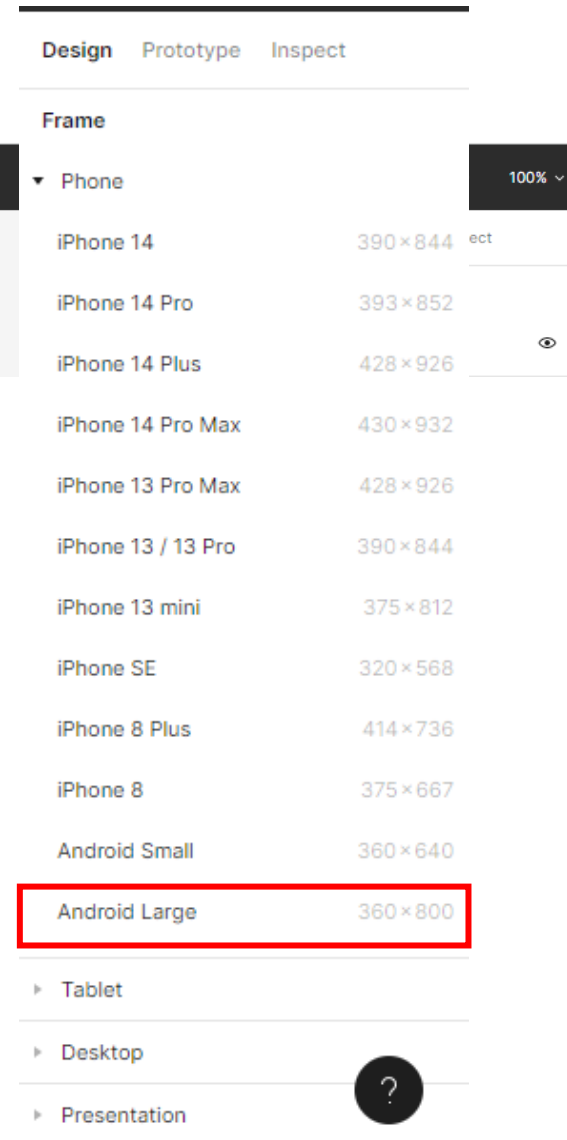 Design Prototype Inspect
Frame
Phone
100%
iPhone 14 390×844
ect
iPhone 14 Pro 393×852
iPhone 14 Plus 428×926
iPhone 14 Pro Max 430×932
iPhone 13 Pro Max 428×926
iPhone 13 / 13 Pro 390×844
iPhone 13 mini 375×812
iPhone SE 320×568
iPhone 8 Plus 414×736
iPhone 8 375×667
Android Small 360×640
Android Large 360×800
Tablet
Desktop
?
Presentation